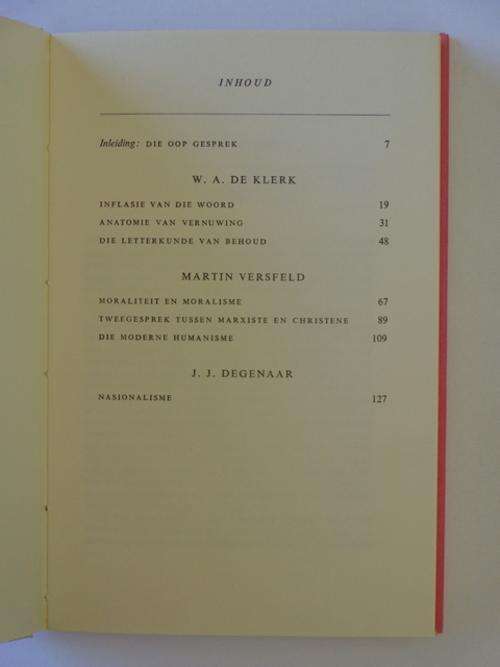 INHOUD
Inleiding: DIE OOP GESPREK 7
W. A. DE KLERK
INFLASIE VAN DIE WOORD 19
ANATOMIE VAN VERNUWING 31
DIE LETTERKUNDE VAN BEHOUD 48
MARTIN VERSFELD
MORALITEIT EN MORALISME 67
TWEEGESPREK TUSSEN MARXISTE EN CHRISTENE 89
DIE MODERNE HUMANISME 109
J. J. DEGENAAR
NASIONALISME 127